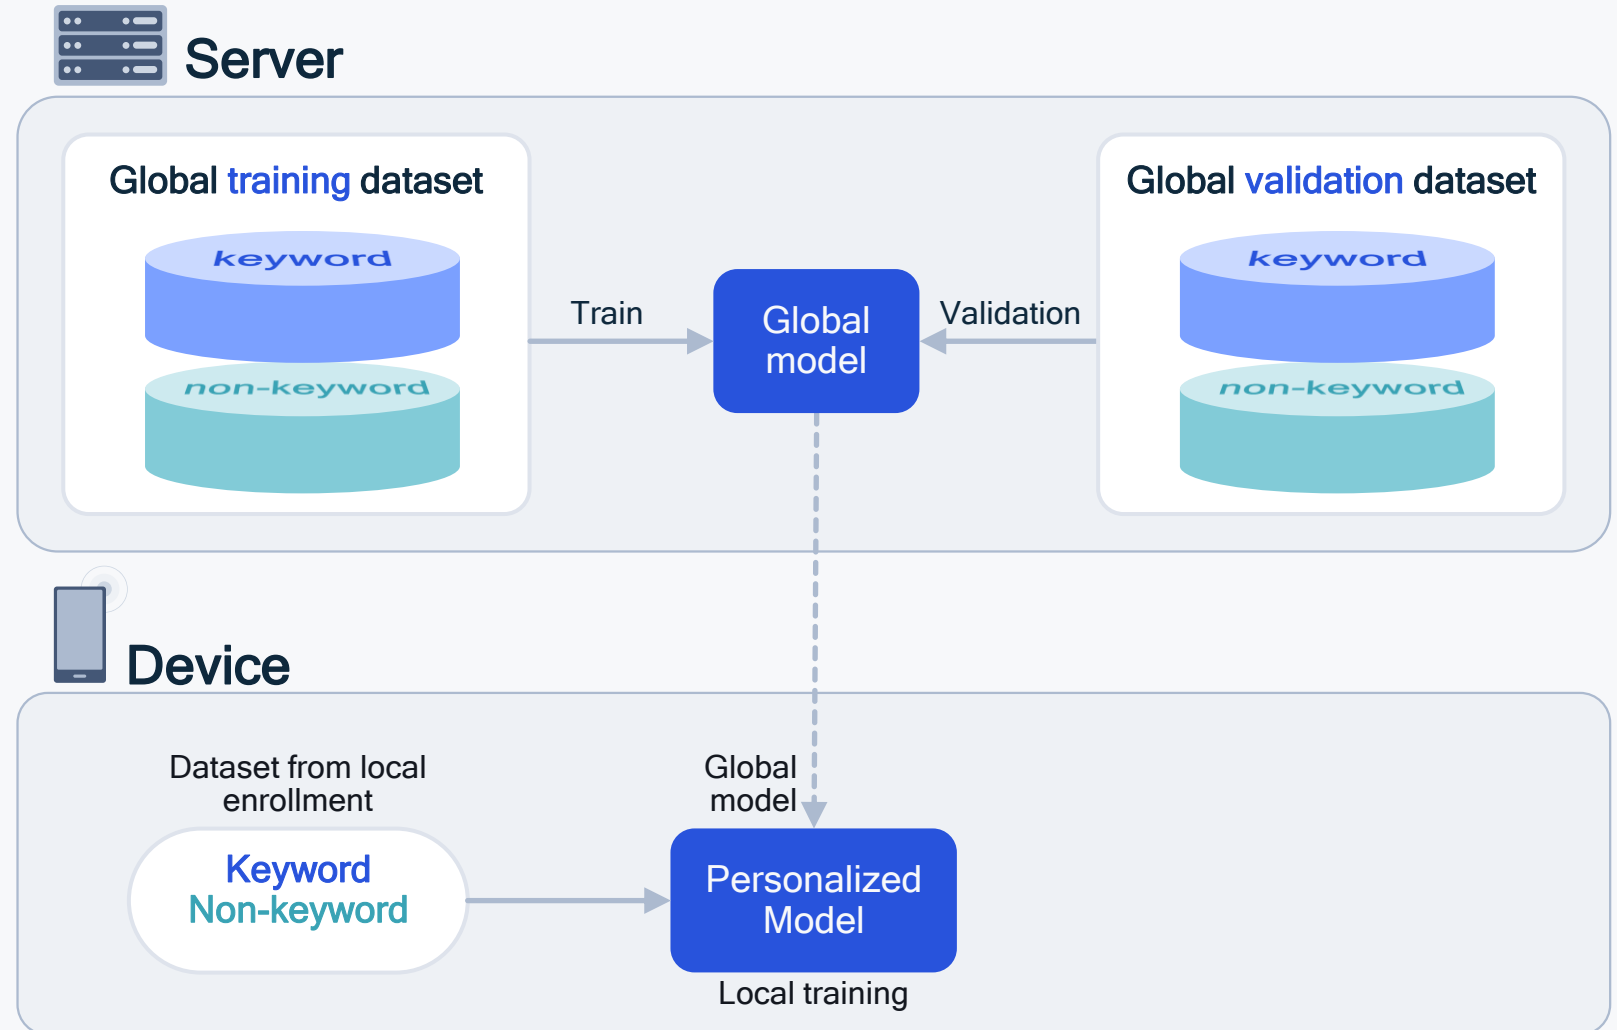 Server
Global training dataset
keyword
non-keyword
Train
Global
model
Validation
Global validation dataset
keyword
non-keyword
Device
Dataset from local
enrollment
Keyword
Non-keyword
Global
model
Personalized
Model
Local training